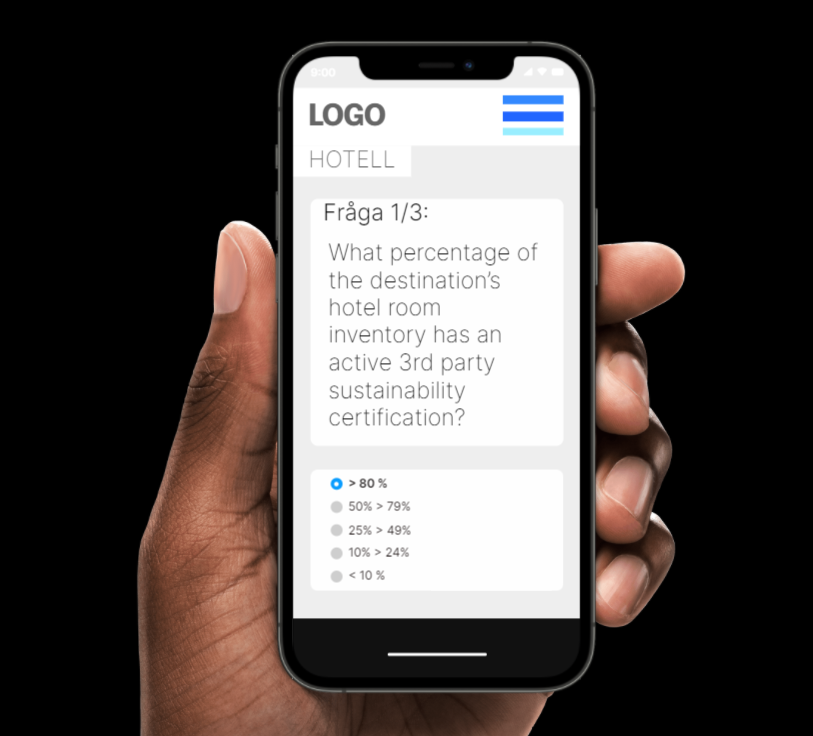 9:00
LOGO
HOTELL
Fråga 1/3:
What percentage of
the destination’s
hotel room
inventory has an
active 3rd party
sustainability
certification?
> 80 %
50% > 79%
25% > 49%
10% > 24%
< 10 %